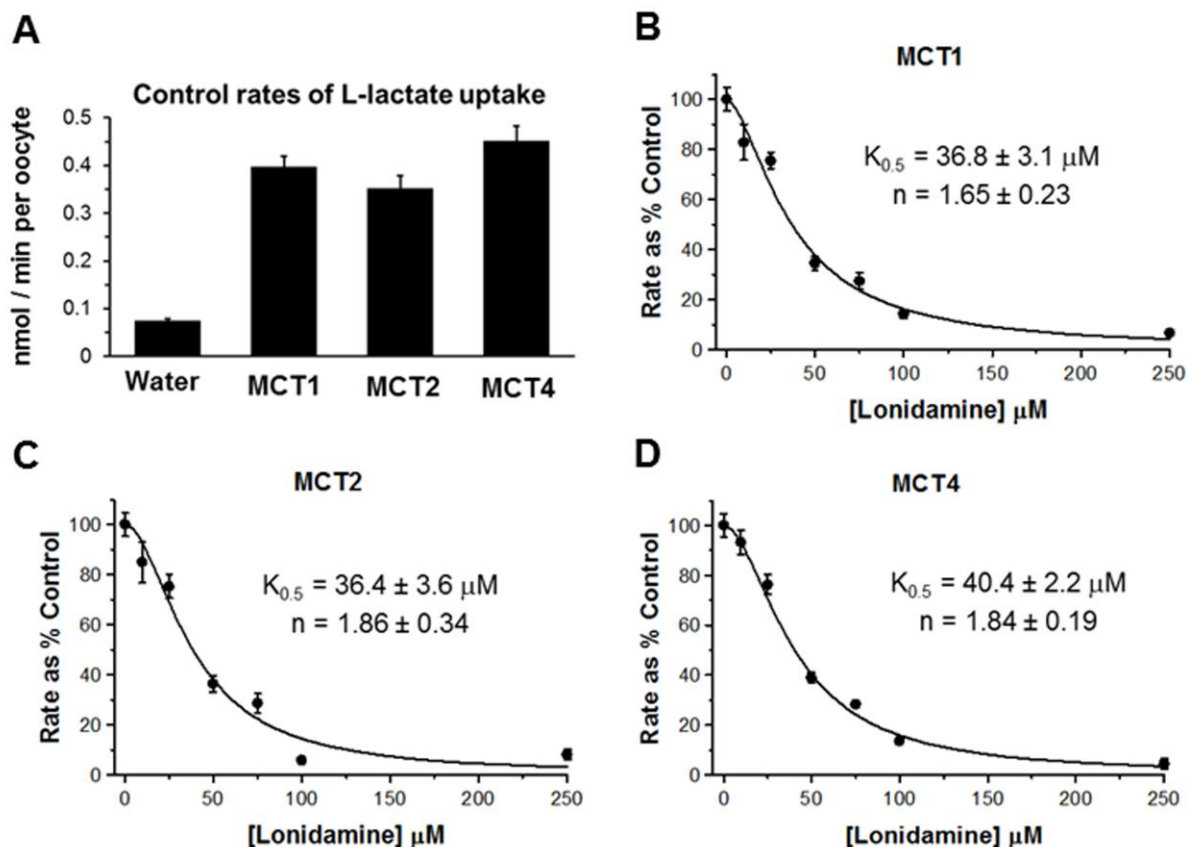 A
Control rates of L-lactate uptake
nmol / min per oocyte
0.5
0.4
0.3
0.2
0.1
0
Water MCT1 MCT2 MCT4
B
MCT1
Rate as % Control
100
80
60
40
20
0
K0.5 = 36.8 ± 3.1 µM
n = 1.65 ± 0.23
0 50 100 150 200 250
[Lonidamine] µM
C
MCT2
Rate as % Control
100
80
60
40
20
0
K0.5 = 36.4 ± 3.6 µM
n = 1.86 ± 0.34
0 50 100 150 200 250
[Lonidamine] µM
D
MCT4
Rate as % Control
100
80
60
40
20
0
K0.5 = 40.4 ± 2.2 µM
n = 1.84 ± 0.19
0 50 100 150 200 250
[Lonidamine] µM